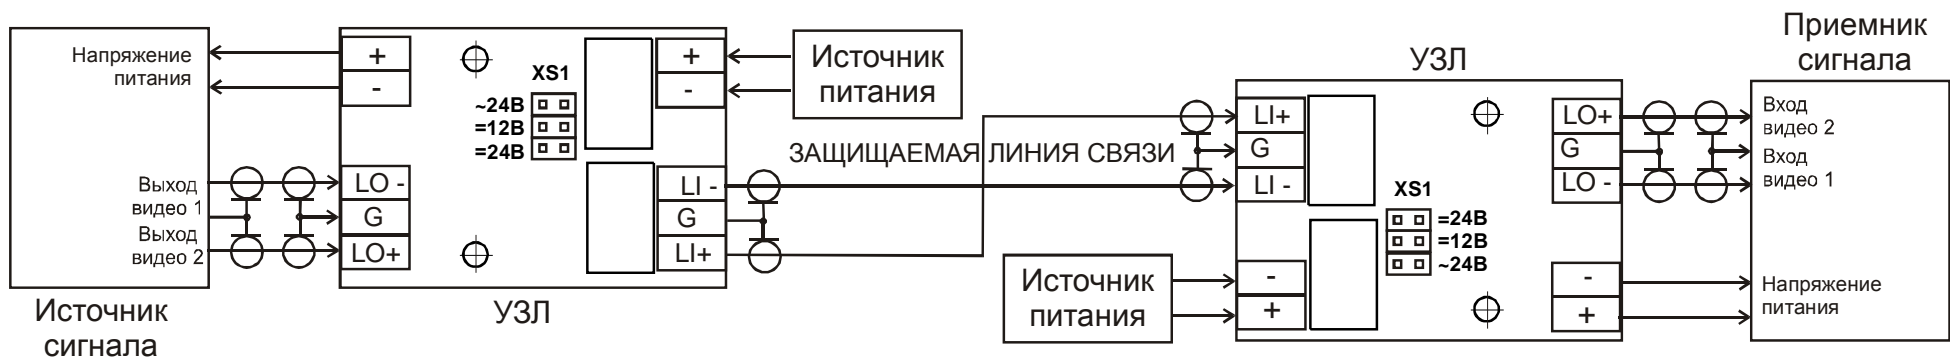 Напряжение
питания
Выход
видео 1
Выход
видео 2
Источник
сигнала
+
-
LO -
G
LO+
XS1
~24В
=12В
=24В
+
-
LI -
G
LI+
УЗЛ
Источник
питания
ЗАЩИЩАЕМАЯ ЛИНИЯ СВЯЗИ
Источник
питания
УЗЛ
LI+
G
LI -
-
+
XS1
=24В
=12В
~24В
LO+
G
LO -
-
+
Приемник
сигнала
Вход
видео 2
Вход
видео 1
Напряжение
питания